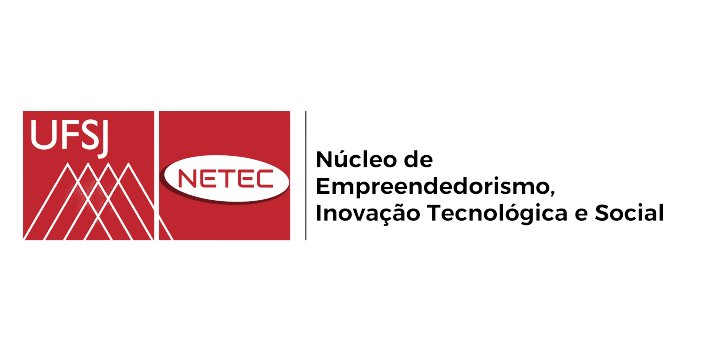 UFSJ
NETEC
Núcleo de
Empreendedorismo,
Inovação Tecnológica e Social